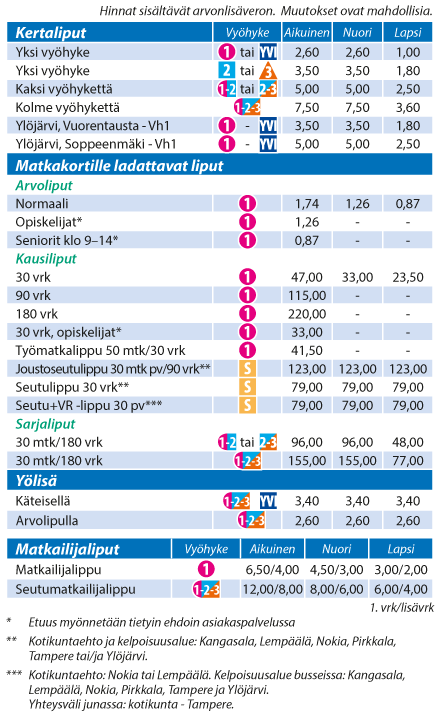 Hinnat sisältävät arvonlisäveron. Muutokset ovat mahdollisia.
Kertaliput Vyöhyke Aikuinen Nuori Lapsi
Yksi vyöhyke 1 tai YVI 2,60 2,60 1,00
Yksi vyöhyke 2 tai 3 3,50 3,50 1,80
Kaksi vyöhykettä 1-2 tai 2-3 5,00 5,00 2,50
Kolme vyöhykettä 1-2-3 7,50 7,50 3,60
Ylöjärvi, Vuorentausta - Vh1 1 - YVI 3,50 3,50 1,80
Ylöjärvi, Soppeenmäki - Vh1 1 - YVI 5,00 5,00 2,50
Matkakortille ladattavat liput
Arvoliput
Normaali 1 1,74 1,26 0,87
Opiskelijat* 1 1,26 - -
Seniorit klo 9–14* 1 0,87 - -
Kausiliput
30 vrk 1 47,00 33,00 23,50
90 vrk 1 115,00 - -
180 vrk 1 220,00 - -
30 vrk, opiskelijat* 1 33,00 - -
Työmatkalippu 50 mtk/30 vrk 1 41,50 - -
Joustoseutulippu 30 mtk pv/90 vrk** S 123,00 123,00 123,00
Seutulippu 30 vrk** S 79,00 79,00 79,00
Seutu+VR -lippu 30 pv*** S 79,00 79,00 79,00
Sarjaliput
30 mtk/180 vrk 1-2 tai 2-3 96,00 96,00 48,00
30 mtk/180 vrk 1-2-3 155,00 155,00 77,00
Yölisä
Käteisellä 1-2-3 YVI 3,40 3,40 3,40
Arvolipulla 1-2-3 2,60 2,60 2,60
Matkailijaliput Vyöhyke Aikuinen Nuori Lapsi
Matkailijalippu 1 6,50/4,00 4,50/3,00 3,00/2,00
Seutumatkailijalippu 1-2-3 12,00/8,00 8,00/6,00 6,00/4,00
1. vrk/lisävrk
* Etuus myönnetään tietyin ehdoin asiakaspalvelussa
** Kotikuntaehto ja kelpoisuusalue: Kangasala, Lempäälä, Nokia, Pirkkala,
Tampere tai/ja Ylöjärvi.
*** Kotikuntaehto: Nokia tai Lempäälä. Kelpoisuusalue busseissa: Kangasala,
Lempäälä, Nokia, Pirkkala, Tampere ja Ylöjärvi.
Yhteysväli junassa: kotikunta - Tampere.